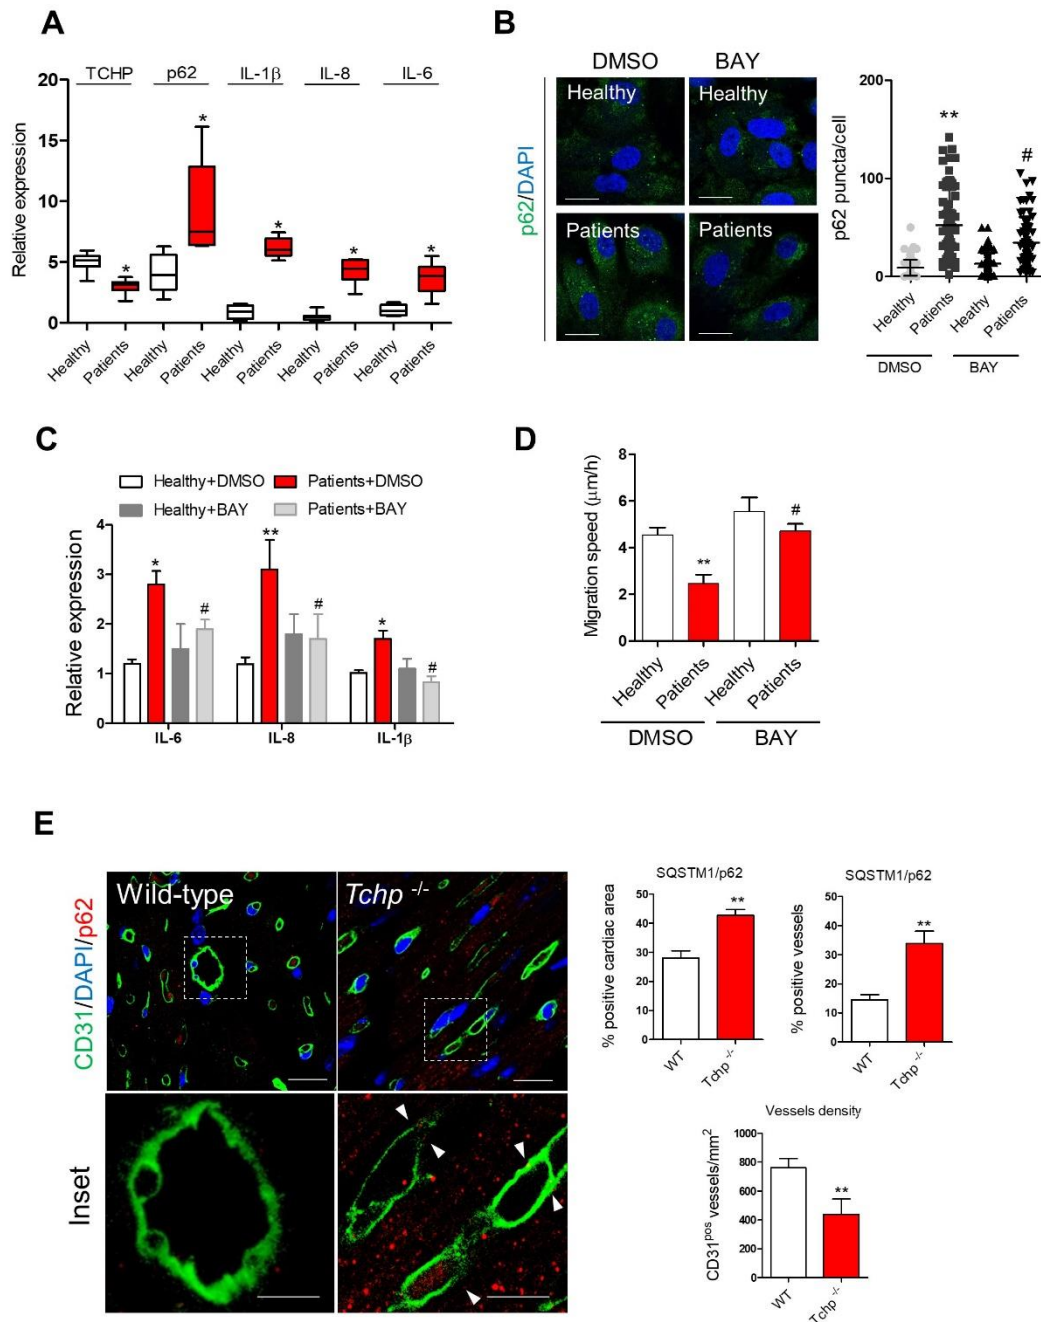 A
TCHP p62 IL-1β IL-8 IL-6
Relative expression
20
15
10
5
0
Healthy
Patients
Healthy
Patients
Healthy
Patients
Healthy
Patients
Healthy
Patients
* * * * *
B
DMSO BAY
p62/DAPI
Healthy Healthy
Patients Patients
p62 puncta/cell
200
100
0
** #
Healthy
Patients
Heathy
Patients
DMSO BAY
C
Healthy+DMSO Patients+DMSO
Healthy+BAY Patients+BAY
Relative expression
4
3
2
1
0
* # ** # * #
IL-6 IL-8 IL-1β
D
Migration speed (μm/h)
8
6
4
2
0
** #
Healthy
Patients
Healthy
Patients
DMSO BAY
E
CD31/DAPI/p62
Wild-type Tchp -/-
Inset
SQSTM1/p62
% positive cardiac area
50
40
30
20
10
0
**
WT
Tchp -/-
SQSTM1/p62
% positive vessels
50
40
30
20
10
0
**
WT
Tchp -/-
Vessels density
CD31pos vessels/mm2
1000
800
600
400
200
0
**
WT
Tchp -/-